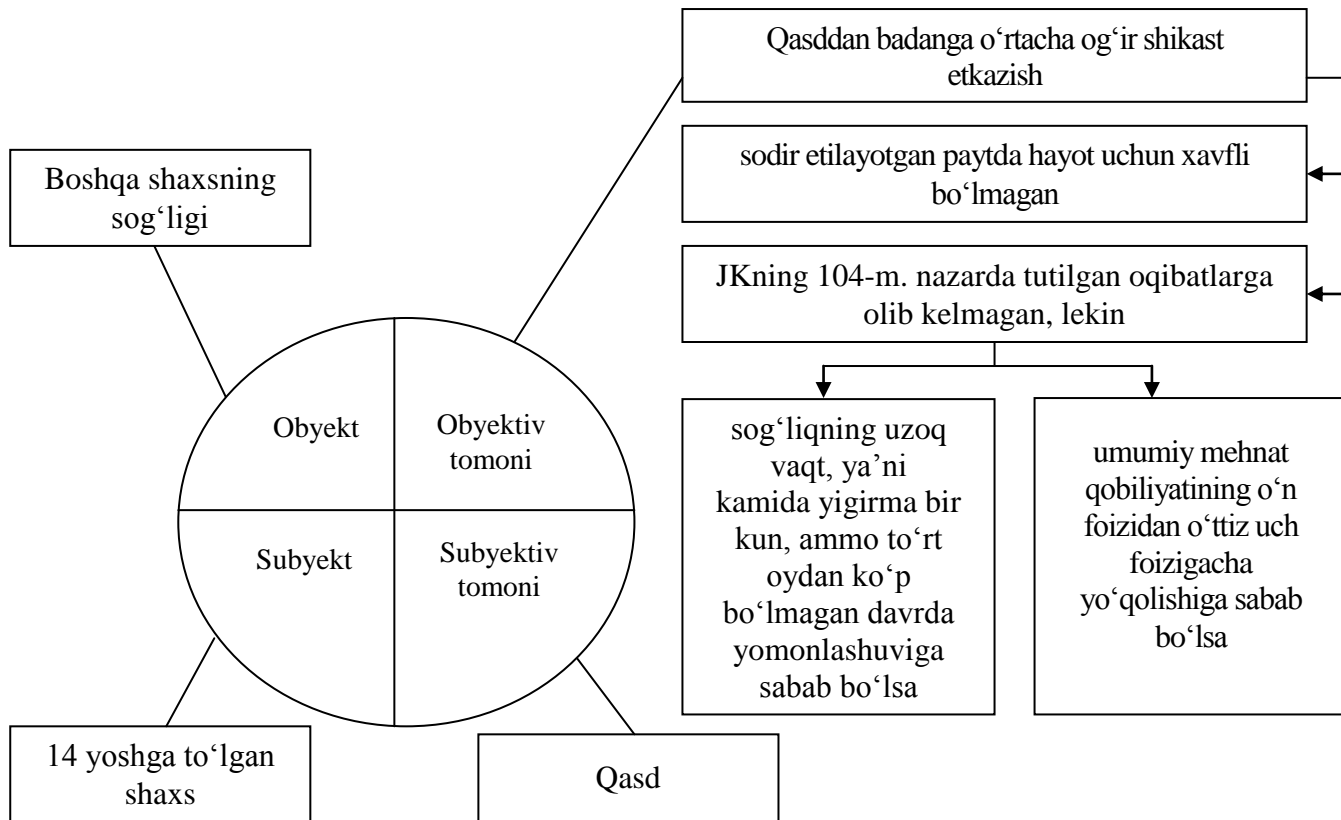 Qasddan badanga o‘rtacha og‘ir shikast
etkazish
sodir etilayotgan paytda hayot uchun xavfli
bo‘lmagan
Boshqa shaxsning
sog‘ligi
JKning 104-m. nazarda tutilgan oqibatlarga
olib kelmagan, lekin
Obyekt
Obyektiv
tomoni
Subyekt
Subyektiv
tomoni
sog‘liqning uzoq
vaqt, ya’ni
kamida yigirma bir
kun, ammo to‘rt
oydan ko‘p
bo‘lmagan davrda
yomonlashuviga
sabab bo‘lsa
umumiy mehnat
qobiliyatining o‘n
foizidan o‘ttiz uch
foizigacha
yo‘qolishiga sabab
bo‘lsa
14 yoshga to‘lgan
shaxs
Qasd